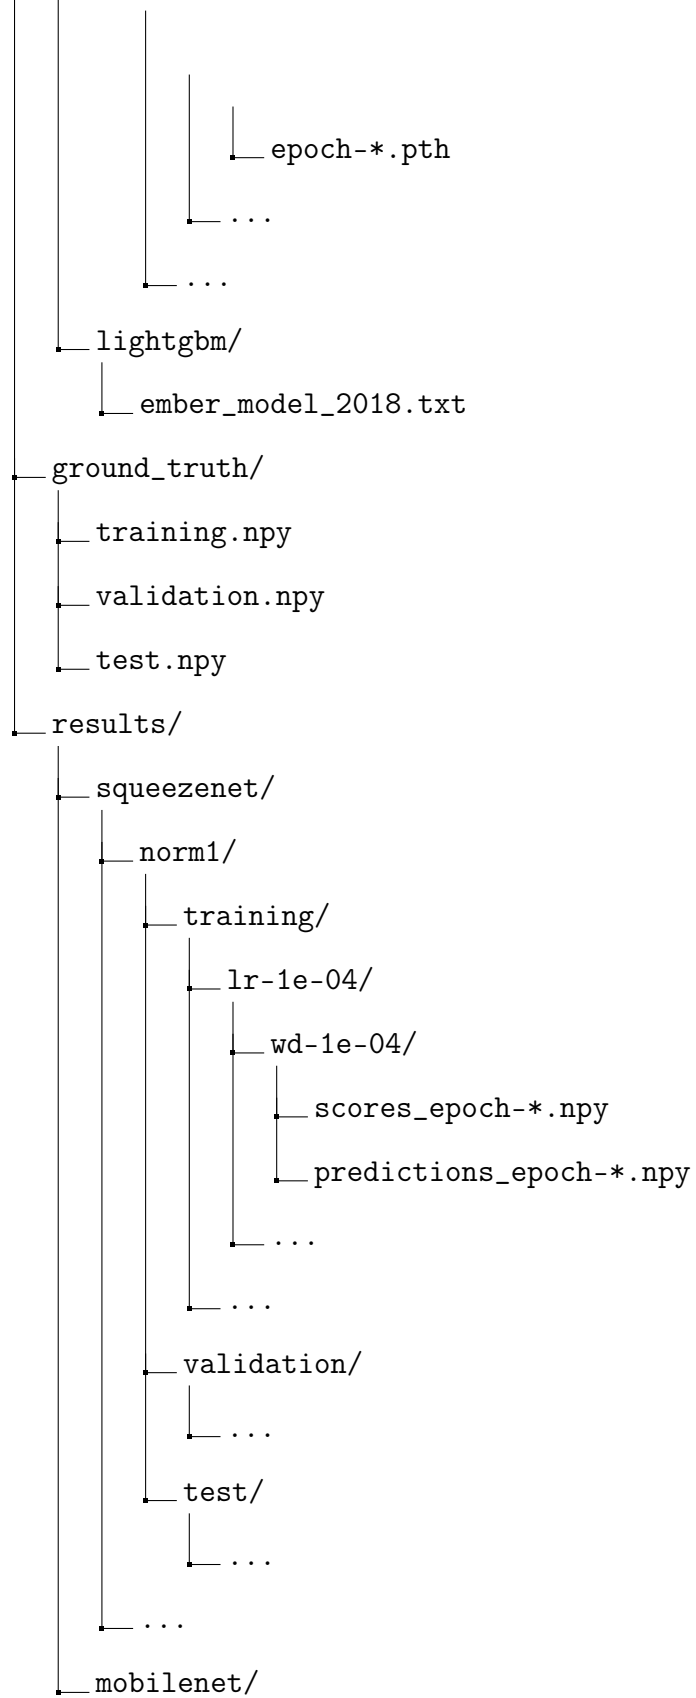 epoch-*.pth
...
...
lightgbm/
ember_model_2018.txt
ground_truth/
training.npy
validation.npy
test.npy
results/
squeezenet/
norm1/
training/
lr-1e-04/
wd-1e-04/
scores_epoch-*.npy
predictions_epoch-*.npy
...
...
validation/
...
test/
...
...
mobilenet/